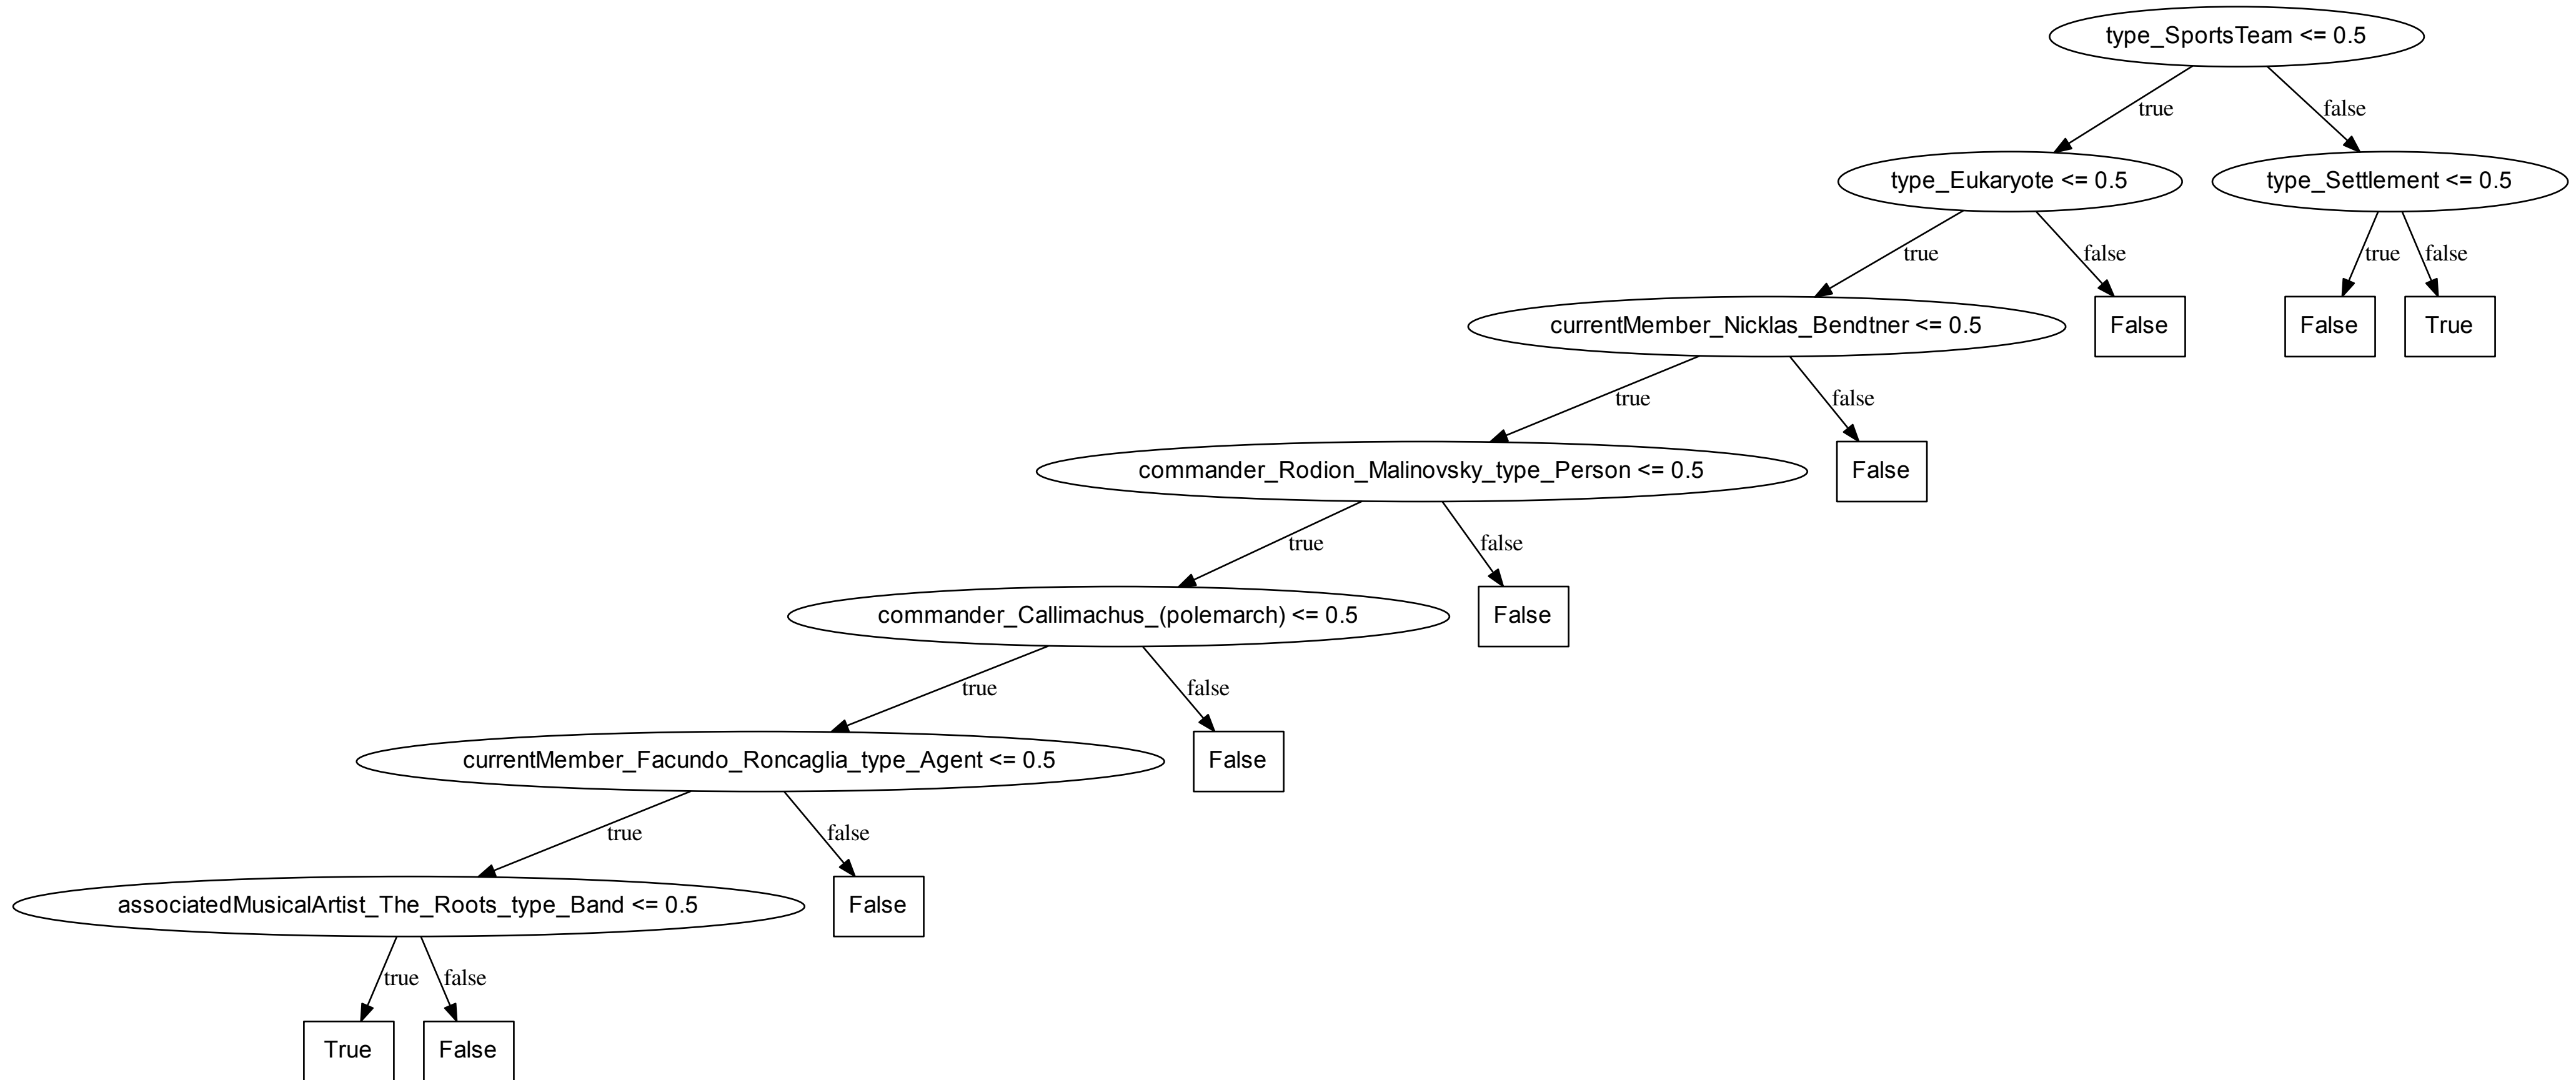 type_SportsTeam <= 0.5
true
false
type_Eukaryote <= 0.5
type_Settlement <= 0.5
true
false
true
false
currentMember_Nicklas_Bendtner <= 0.5
False
False
True
true
false
commander_Rodion_Malinovsky_type_Person <= 0.5
False
true
false
commander_Callimachus_(polemarch) <= 0.5
False
true
false
currentMember_Facundo_Roncaglia_type_Agent <= 0.5
False
true
false
associatedMusicalArtist_The_Roots_type_Band <= 0.5
False
true
false
True
False